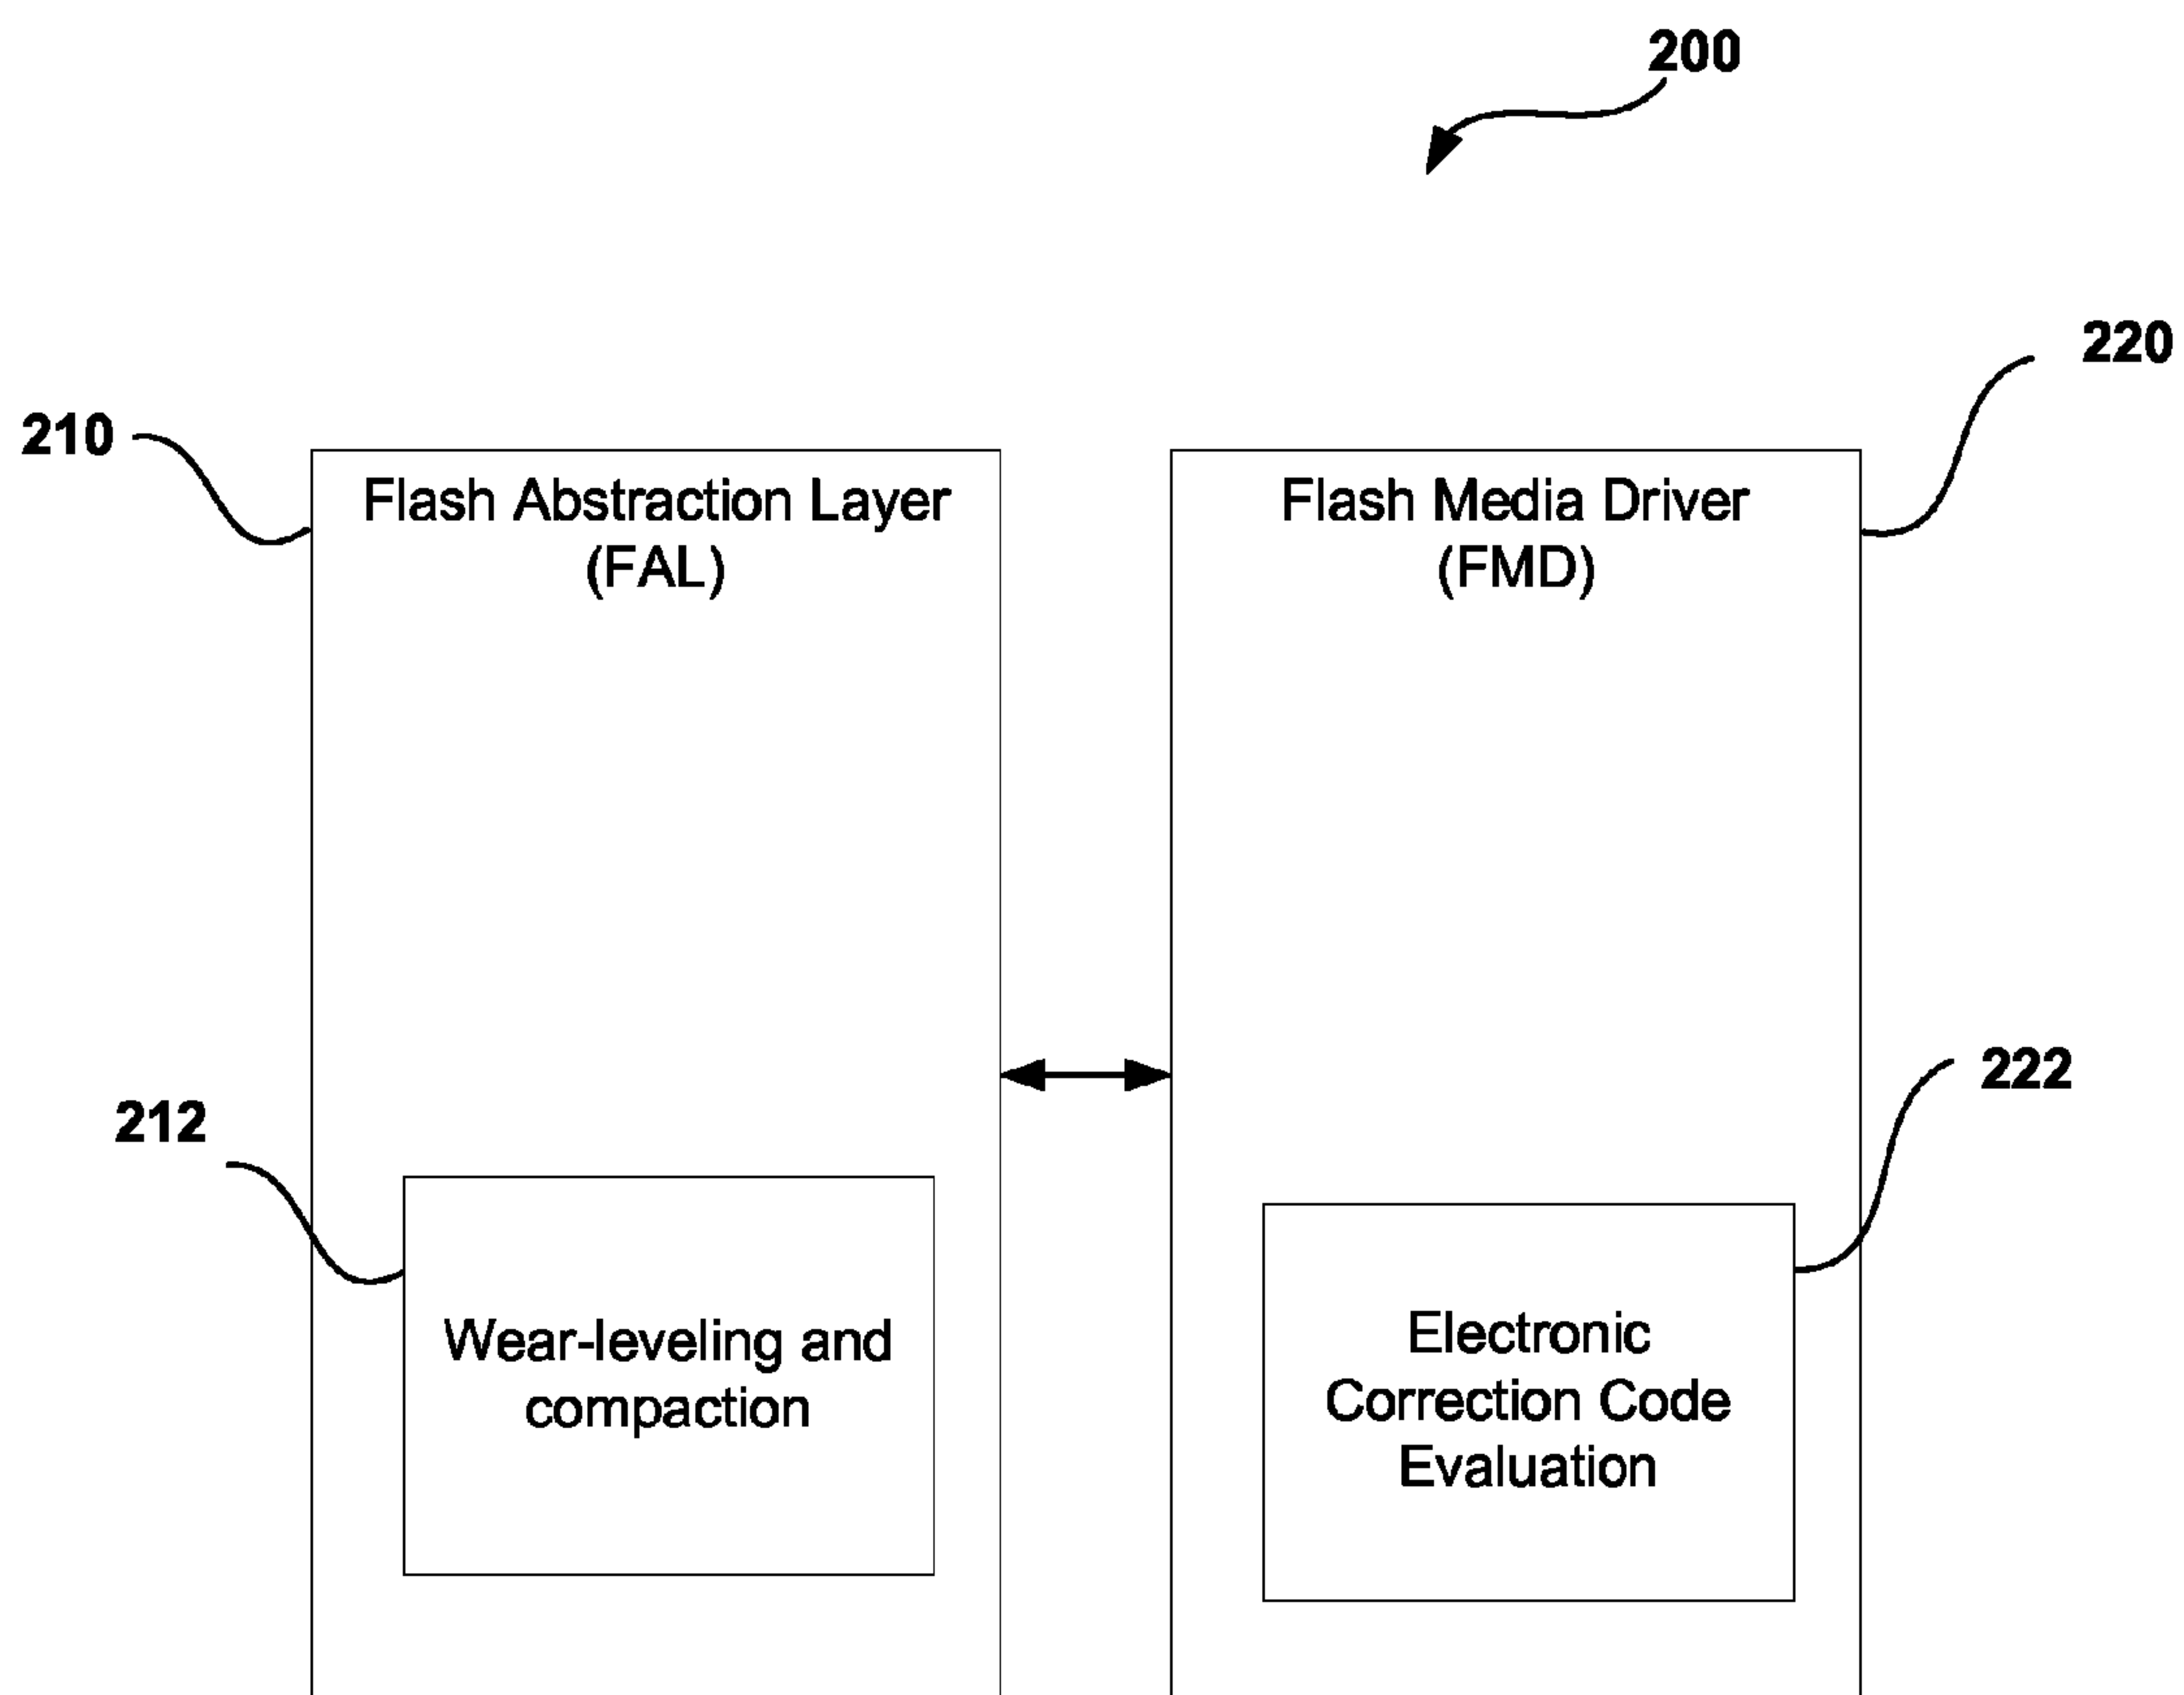 200
220
210
Flash Abstraction Layer
(FAL)
Flash Media Driver
(FMD)
222
212
Wear-leveling and
compaction
Electronic
Correction Code
Evaluation